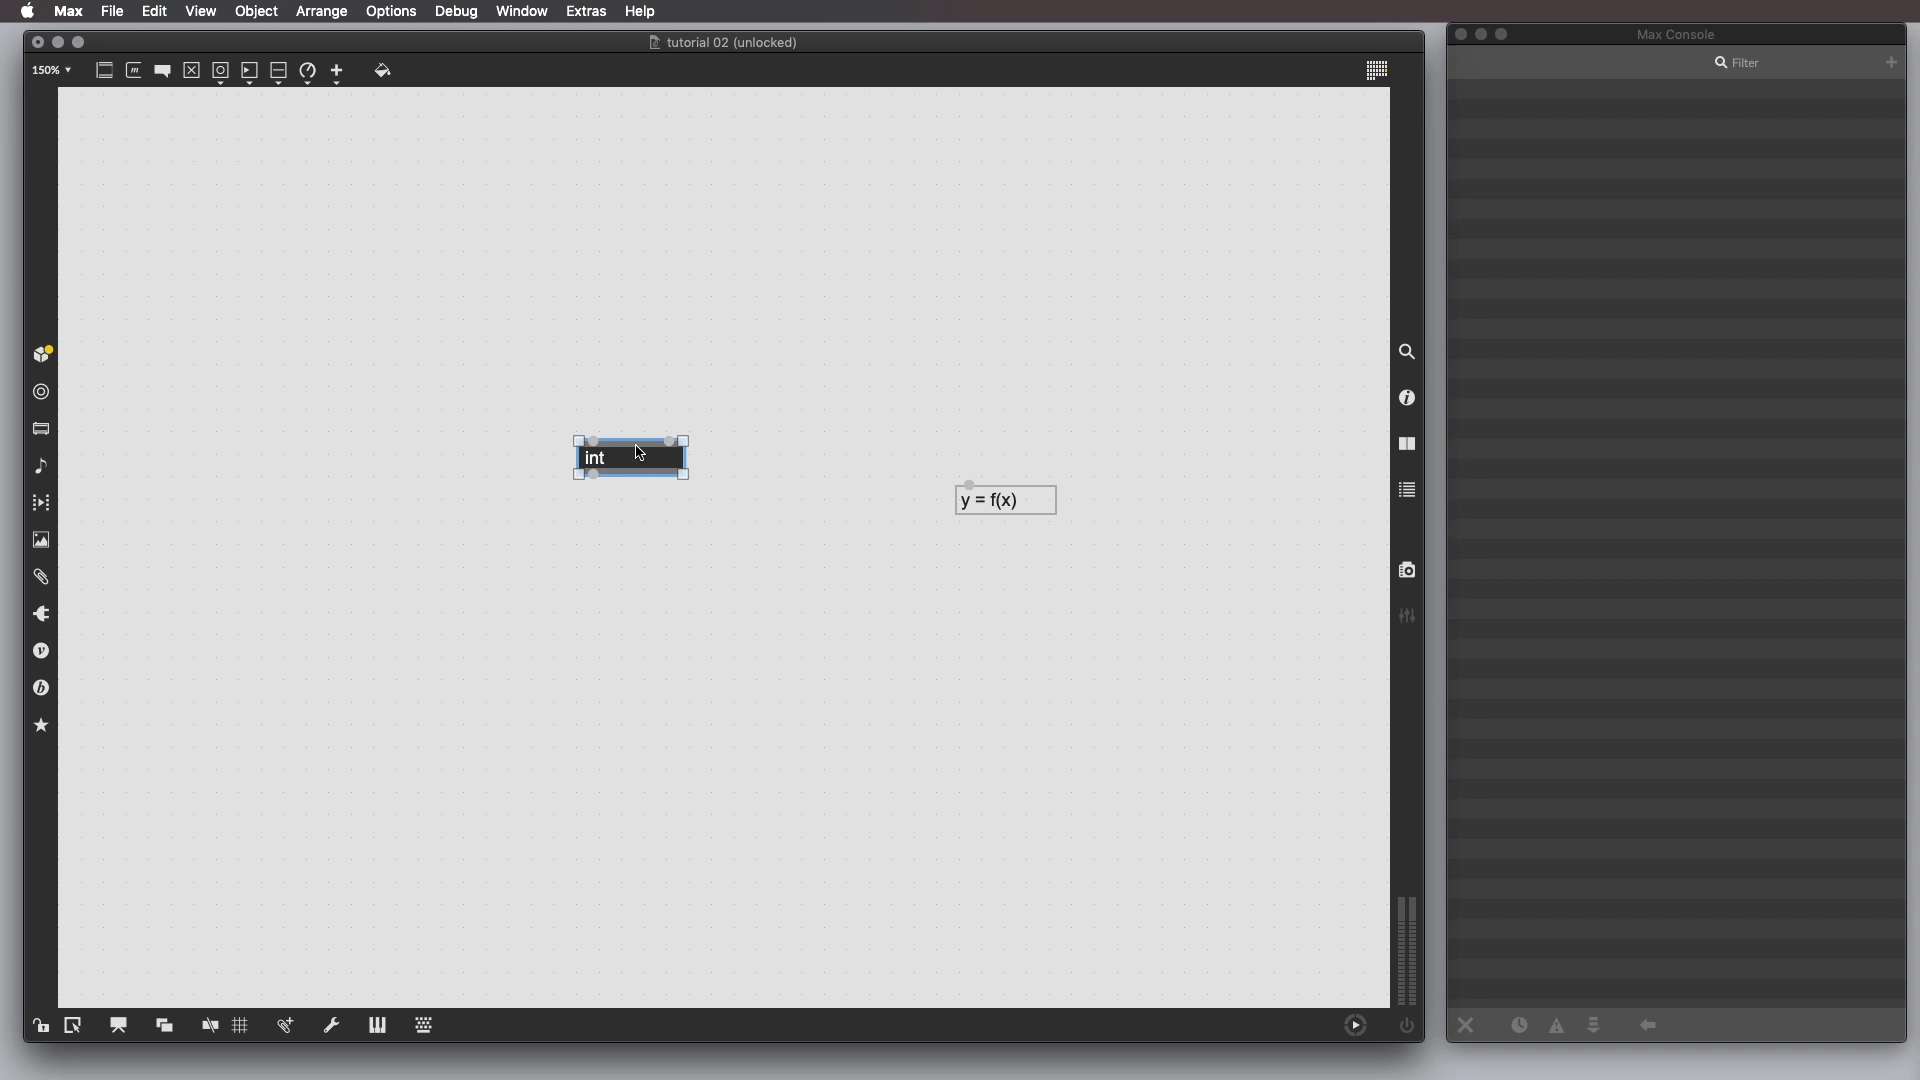 Max File Edit View Object Arrange Options Debug Window Extras Help
tutorial 02 (unlocked)
Max Console
150%
Filter
int
y = f(x)